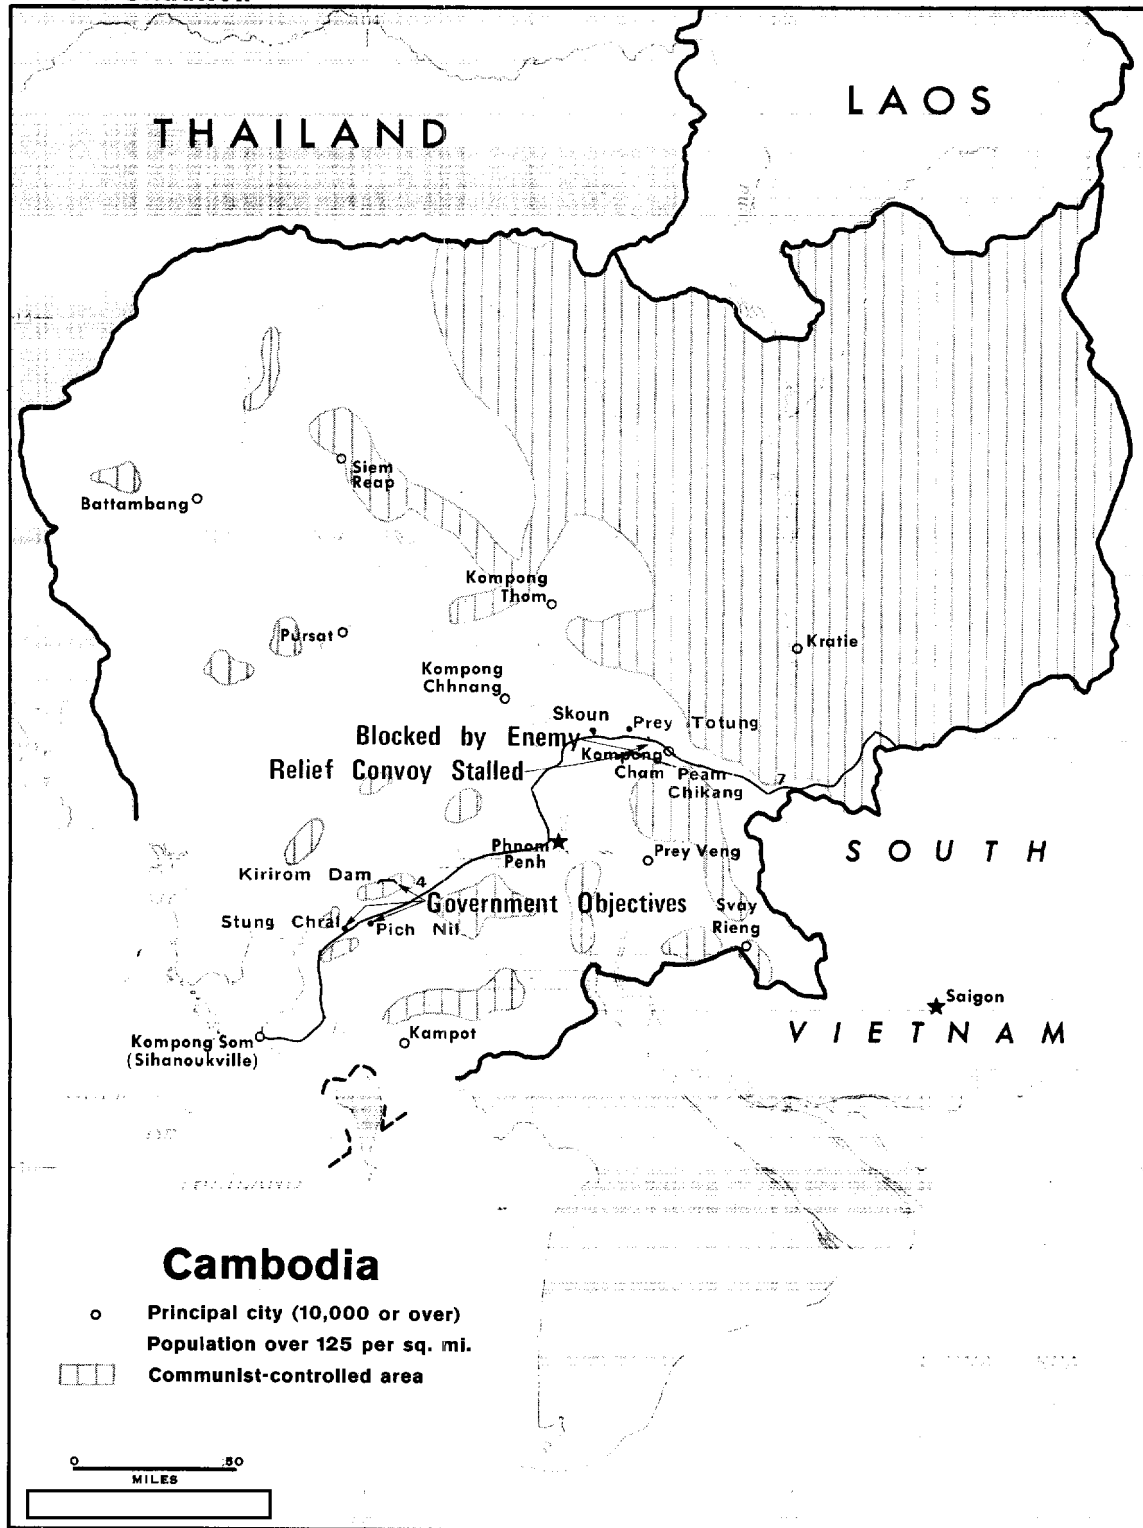 THAILAND
LAOS
Siem
Reap
Battambang
Kompong
Thom
Pursat
Kratie
Kompong
Chhnang
Skoun
Prey Totung
Blocked by Enemy
Kompong
Cham
Relief Convoy Stalled
Peam
Chikang
7
Phnom
Penh
Prey Veng
SOUTH
Kirirom Dam
4
Government Objectives
Svay
Rieng
Stung Chral
Pich Nil
Saigon
VIETNAM
Kompong Som
(Sihanoukville)
Kampot
Cambodia
Principal city (10,000 or over)
Population over 125 per sq. mi.
Communist-controlled area
0 50
MILES